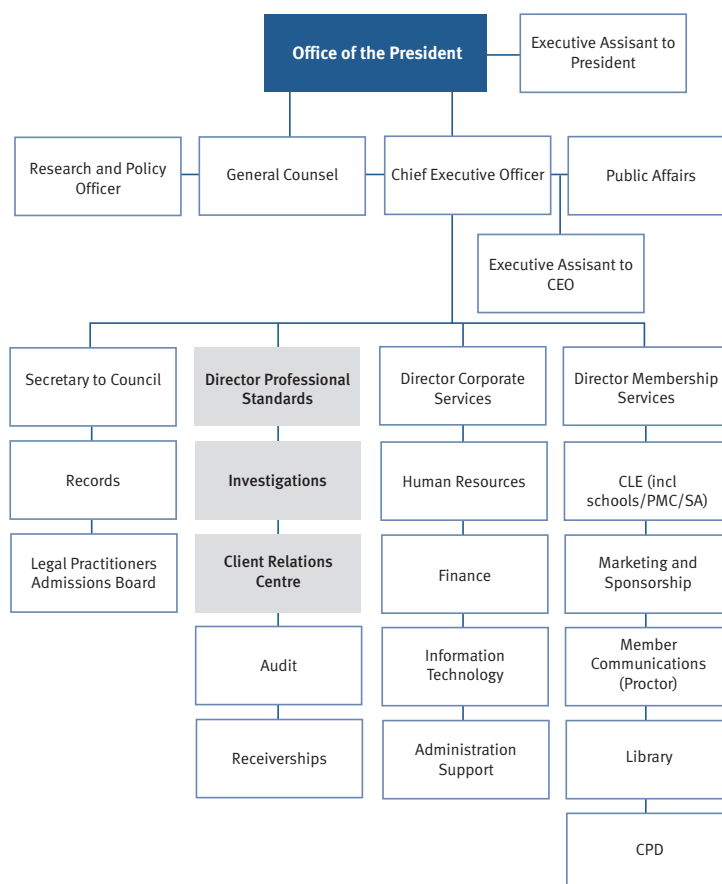 Office of the President
Executive Assisant to
President
Research and Policy
Officer
General Counsel
Chief Executive Officer
Public Affairs
Executive Assisant to
CEO
Secretary to Council
Director Professional
Standards
Director Corporate
Services
Director Membership
Services
Records
Investigations
Human Resources
CLE (incl
schools/PMC/SA)
Legal Practitioners
Admissions Board
Client Relations
Centre
Finance
Marketing and
Sponsorship
Audit
Information
Technology
Member
Communications
(Proctor)
Receiverships
Administration
Support
Library
CPD